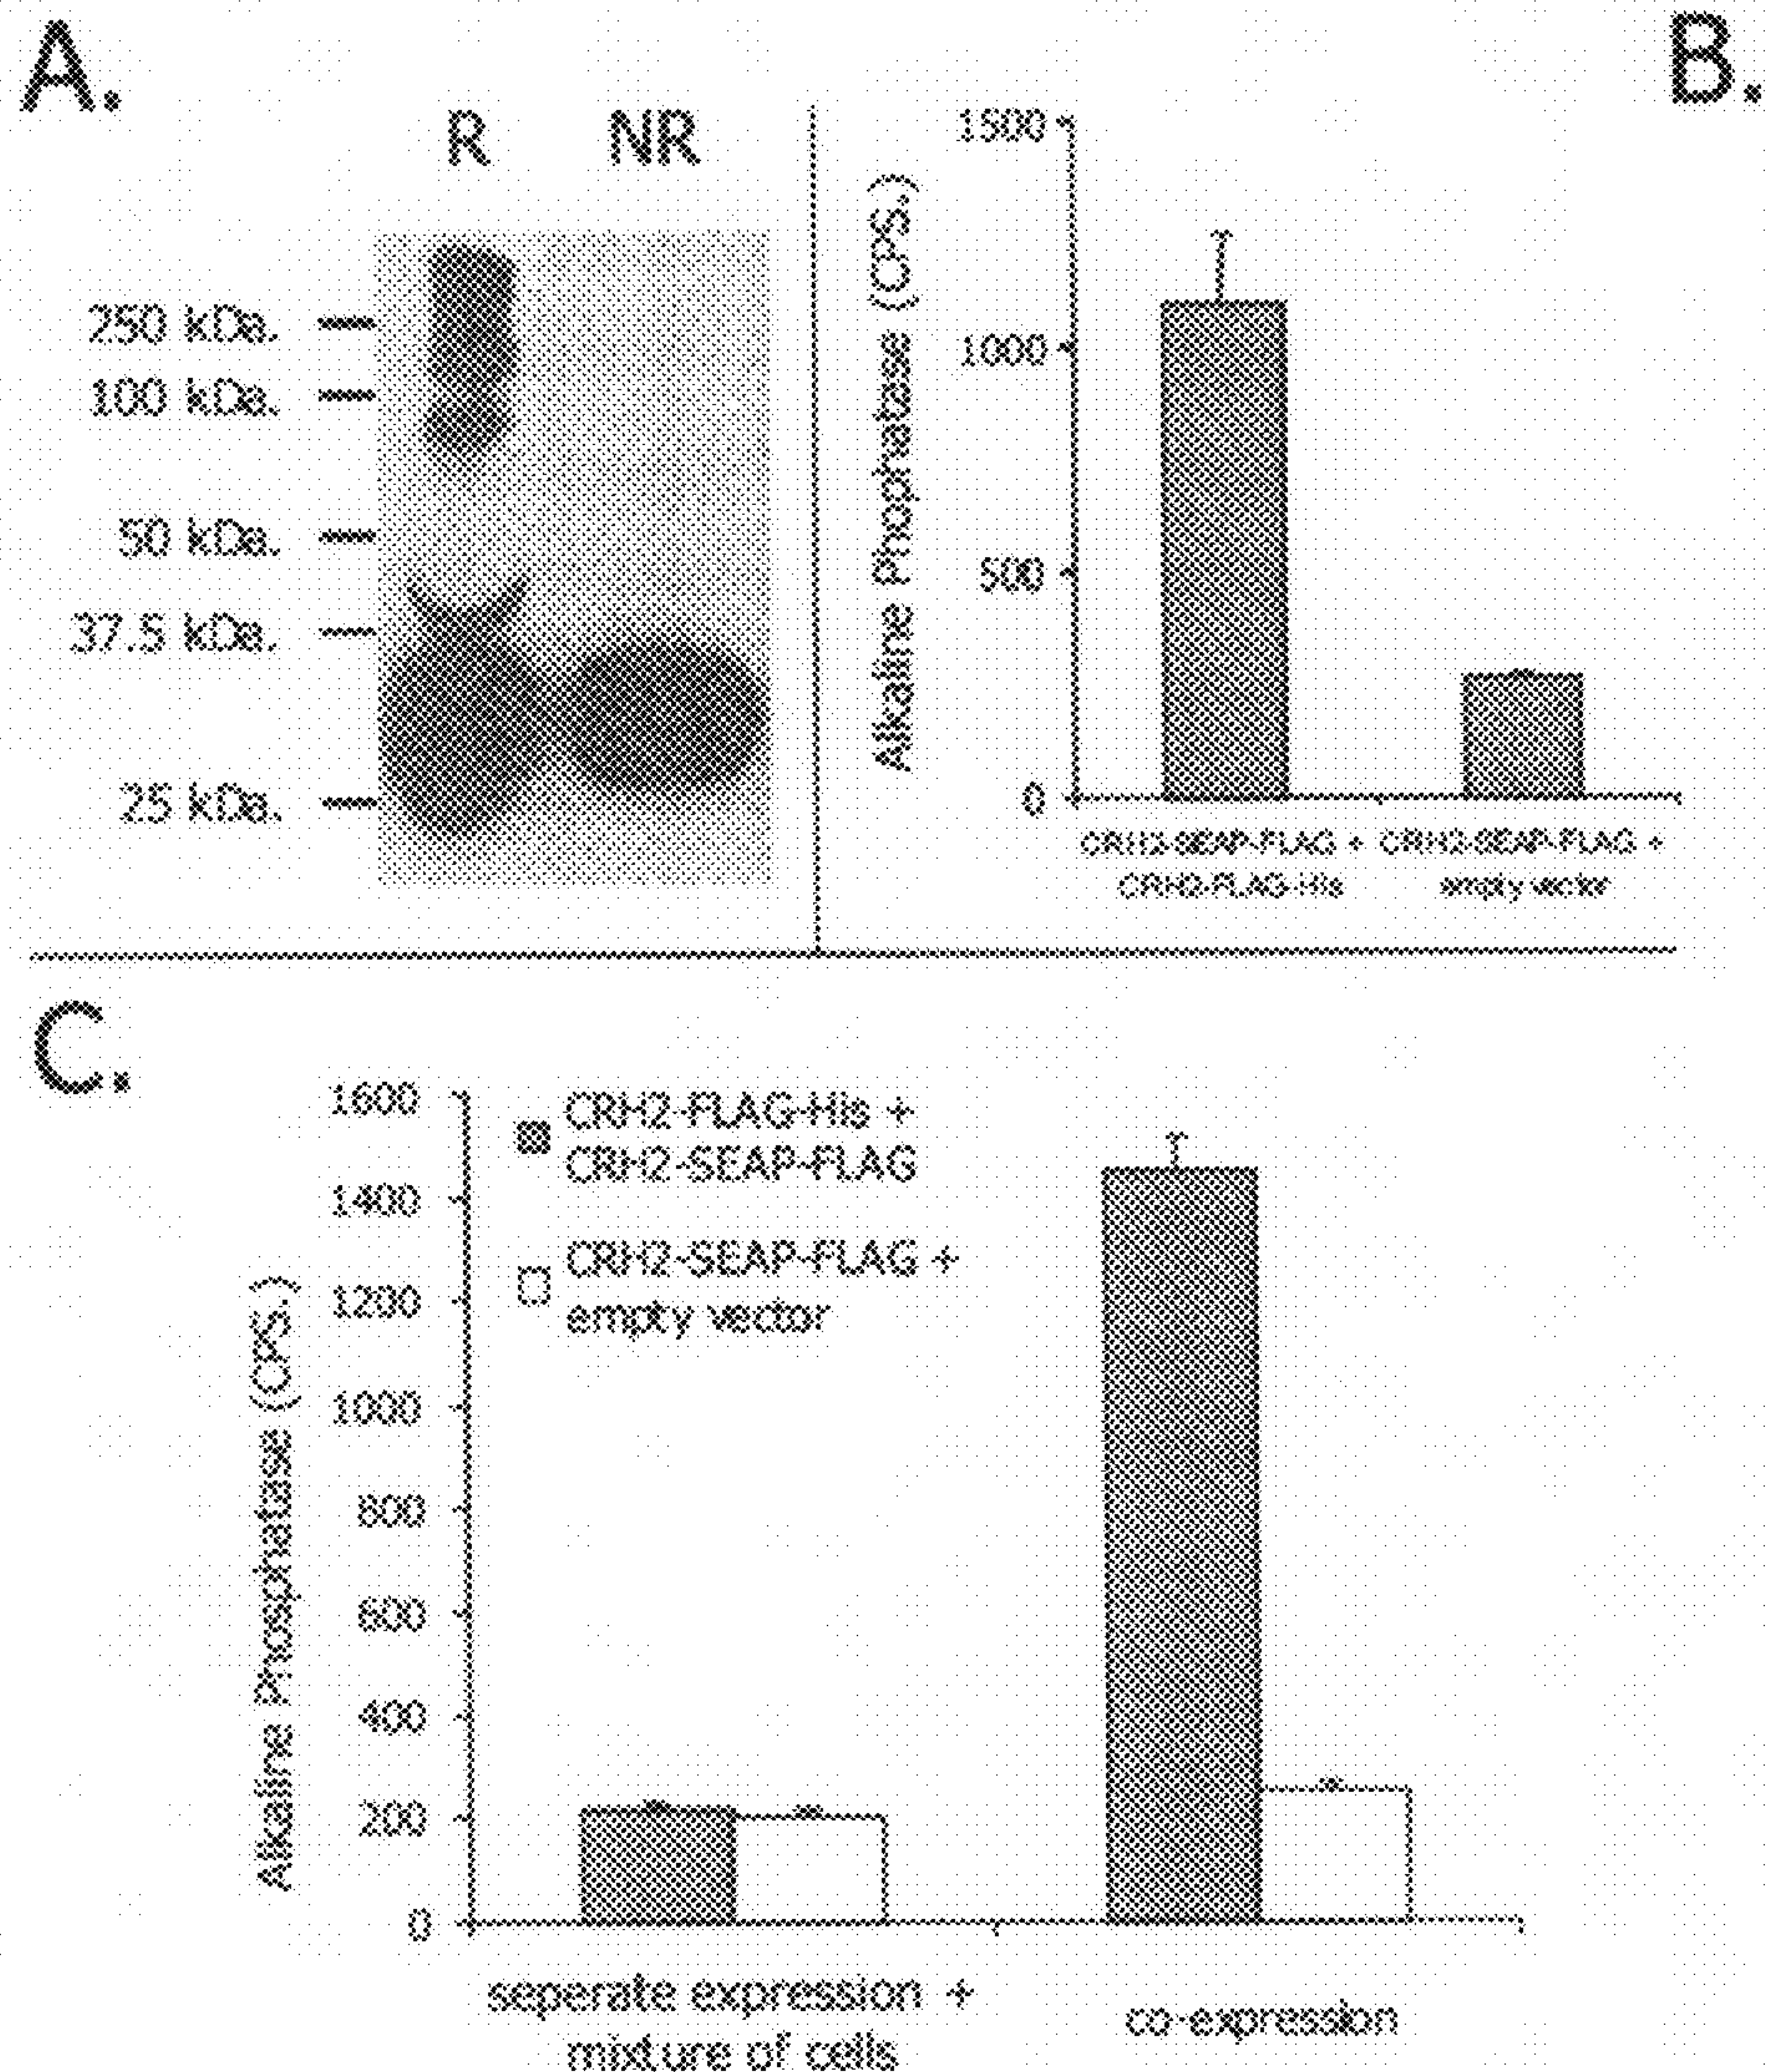 A.
R NR
250 kDa.
100 kDa.
50 kDa.
37.5 kDa.
25 kDa.
B.
Alkaline Phophatase (CPS.)
1500
1000
500
0
CRH2-SEAP-FLAG + CRH2-SEAP-FLAG +
CRH2-FLAG-His empty vector
C.
Alkaline Phosphatase (CPS.)
1600
1400
1200
1000
800
600
400
200
0
CRH2-FLAG-His +
CRH2-SEAP-FLAG
CRH2-SEAP-FLAG +
empty vector
seperate expression +
mixture of cells
co-expression